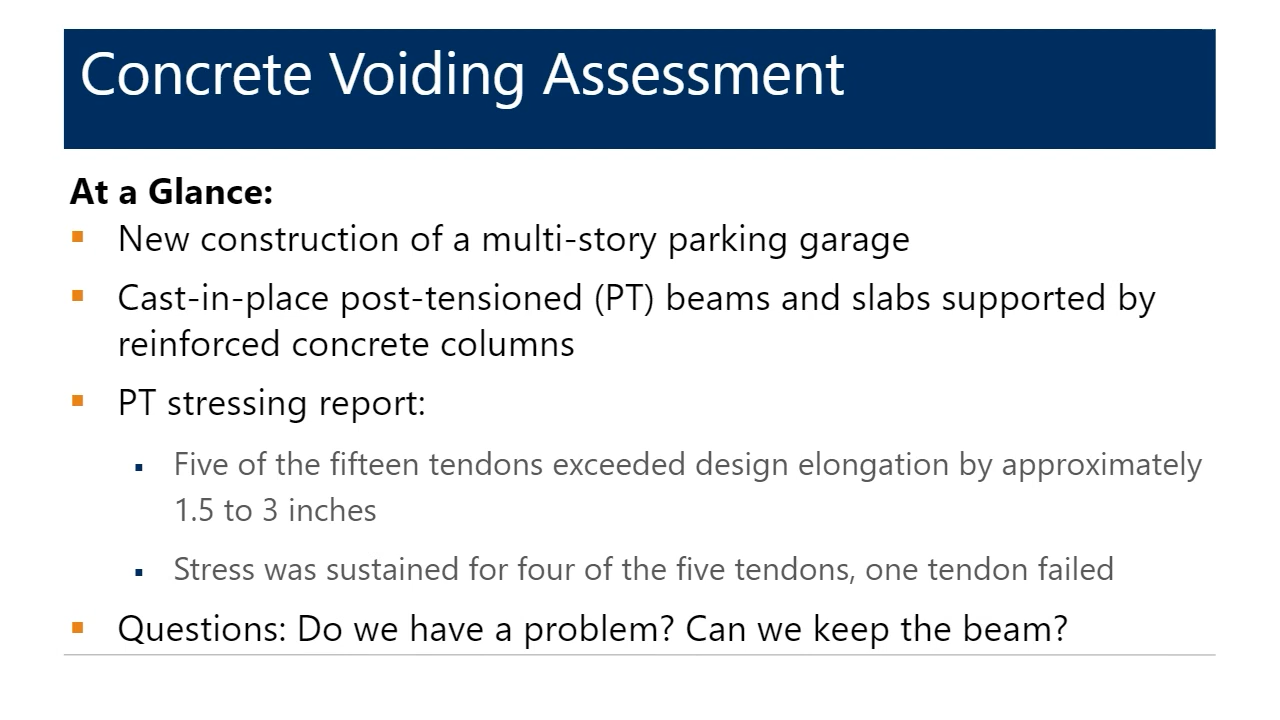 Concrete Voiding Assessment
At a Glance:
New construction of a multi-story parking garage
Cast-in-place post-tensioned (PT) beams and slabs supported by
reinforced concrete columns
PT stressing report:
Five of the fifteen tendons exceeded design elongation by approximately
1.5 to 3 inches
Stress was sustained for four of the five tendons, one tendon failed
Questions: Do we have a problem? Can we keep the beam?